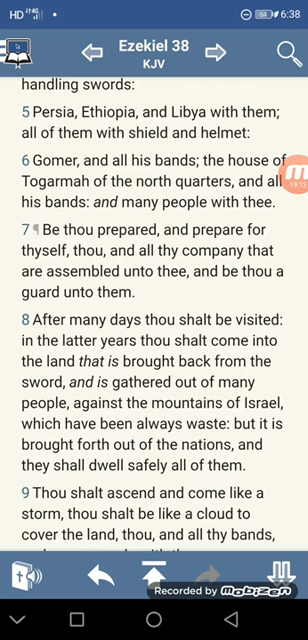 HD 4G 64 6:38
Ezekiel 38
KJV
handling swords:
5 Persia, Ethiopia, and Libya with them;
all of them with shield and helmet:
6 Gomer, and all his bands; the house of
Togarmah of the north quarters, and all
his bands: and many people with thee.
M
19:13
7 ¶ Be thou prepared, and prepare for
thyself, thou, and all thy company that
are assembled unto thee, and be thou a
guard unto them.
8 After many days thou shalt be visited:
in the latter years thou shalt come into
the land that is brought back from the
sword, and is gathered out of many
people, against the mountains of Israel,
which have been always waste: but it is
brought forth out of the nations, and
they shall dwell safely all of them.
9 Thou shalt ascend and come like a
storm, thou shalt be like a cloud to
cover the land, thou, and all thy bands,
Recorded by mobizen